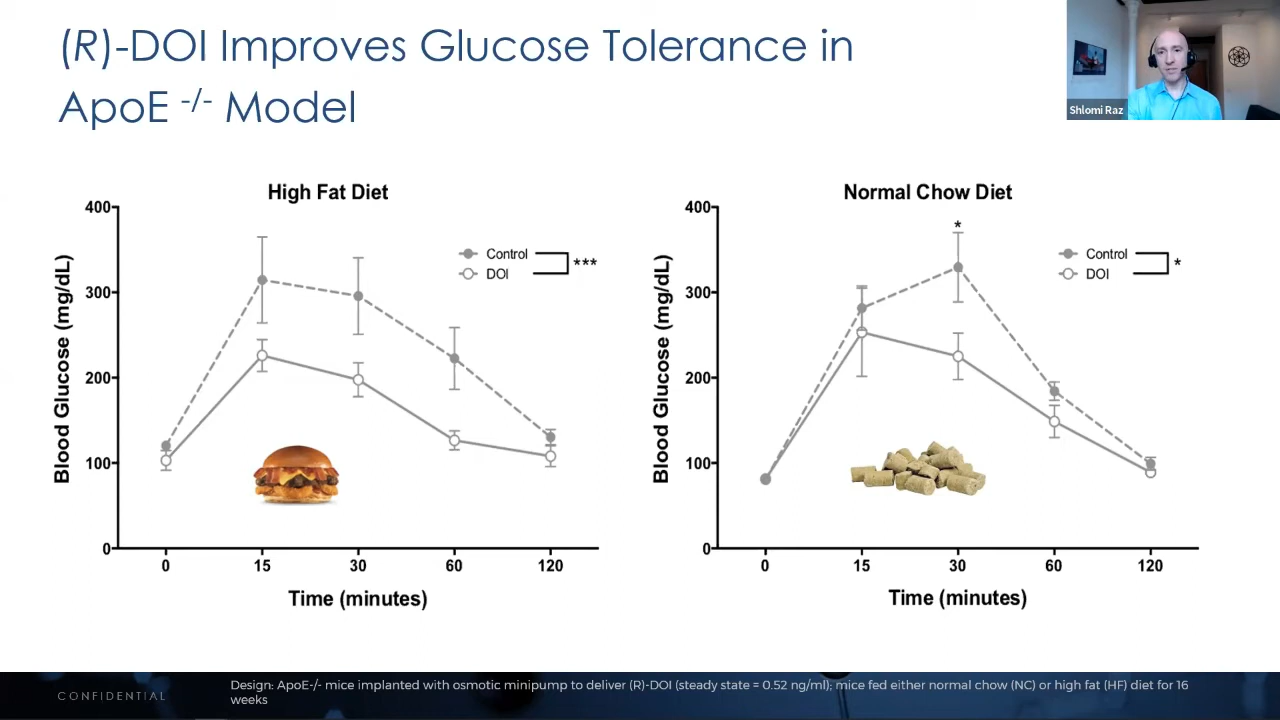 (R)-DOI Improves Glucose Tolerance in
ApoE -/- Model
Shlomi Raz
High Fat Diet
400
300
200
100
0
Blood Glucose (mg/dL)
Control
DOI
***
0 15 30 60 120
Time (minutes)
Normal Chow Diet
400
300
200
100
0
Blood Glucose (mg/dL)
*
Control
DOI
*
0 15 30 60 120
Time (minutes)
CONFIDENTIAL
Design: ApoE-/- mice implanted with osmotic minipump to deliver (R)-DOI (steady state = 0.52 ng/ml); mice fed either normal chow (NC) or high fat (HF) diet for 16
weeks